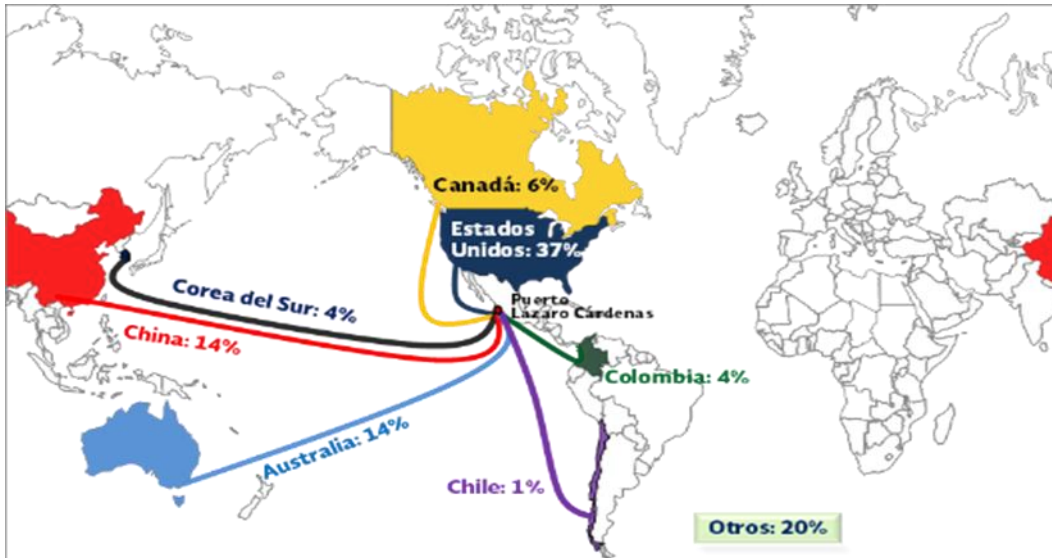 Canadá: 6%
Estados
Unidos: 37%
Corea del Sur: 4%
Puerto
Lázaro Cárdenas
China: 14%
Colombia: 4%
Australia: 14%
Chile: 1%
Otros: 20%